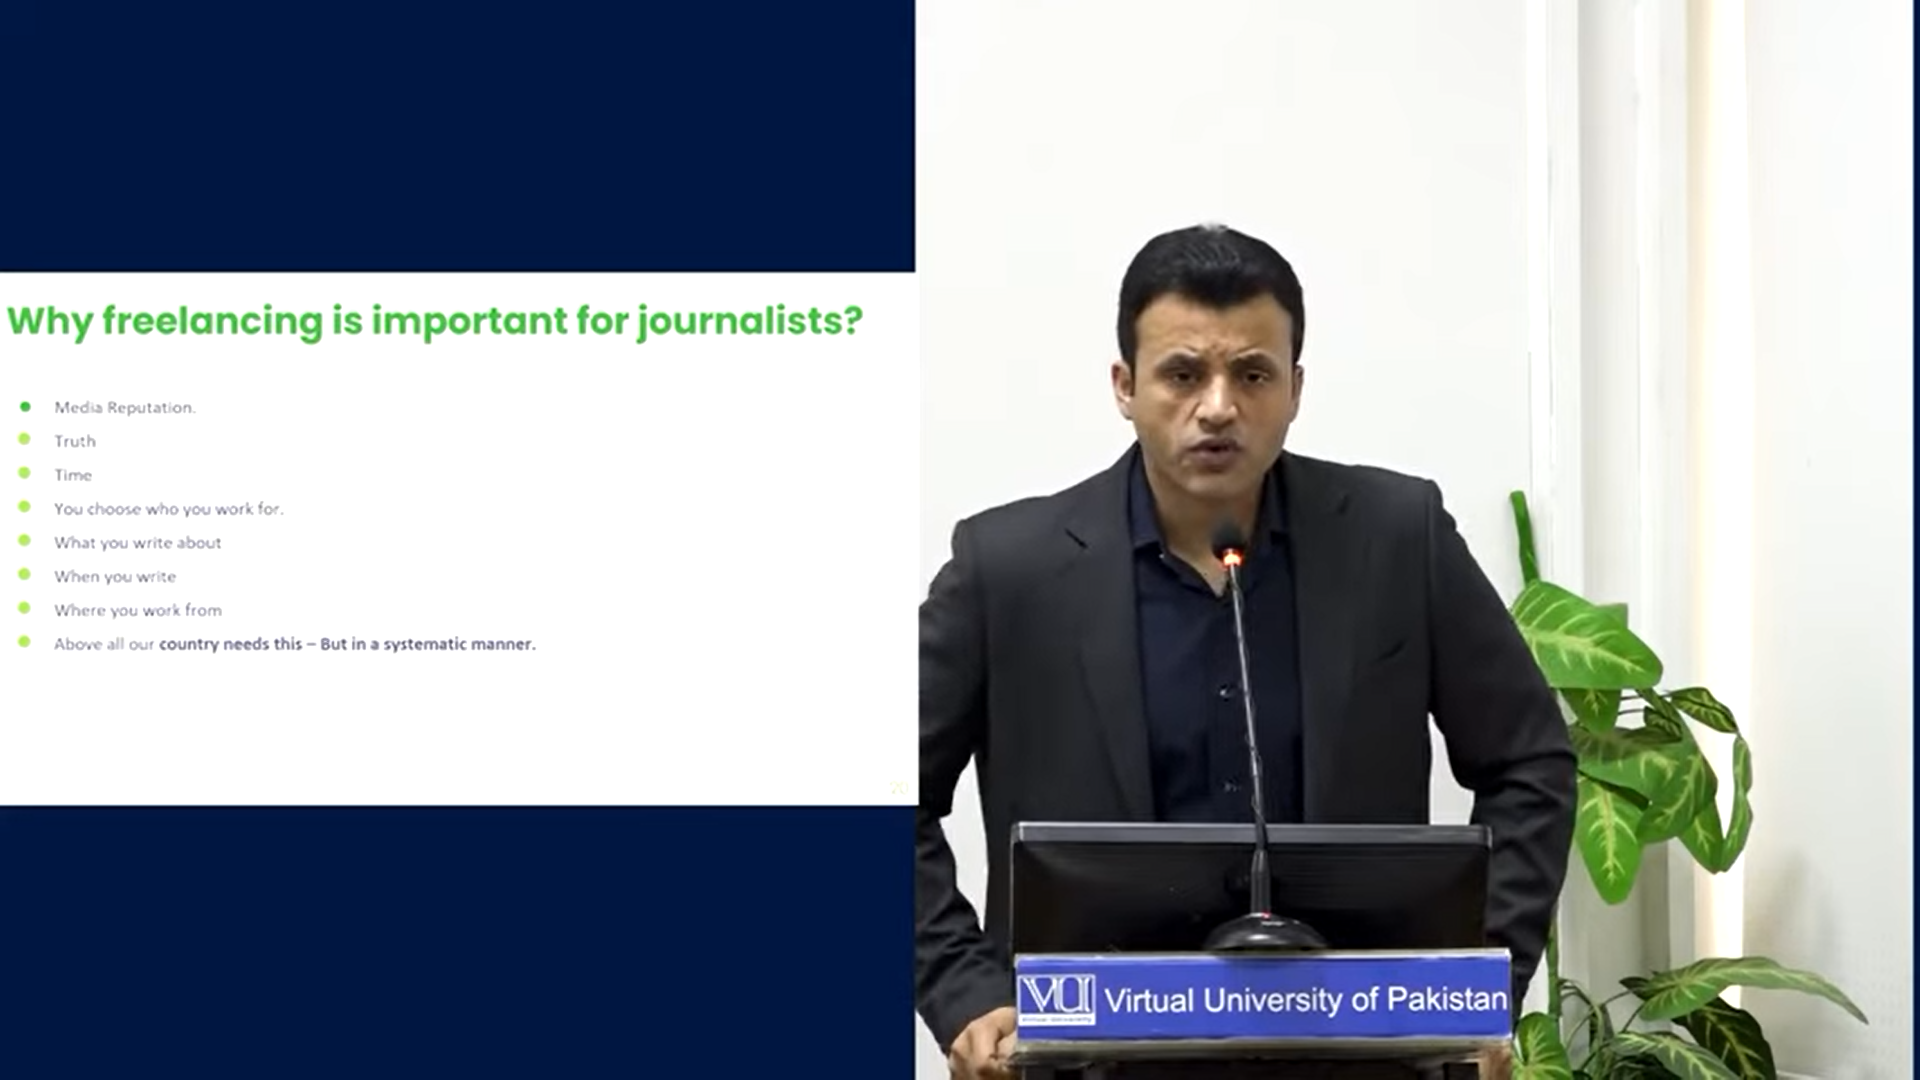 Why freelancing is important for journalists?
Media Reputation.
Truth
Time
You choose who you work for.
What you write about
When you write
Where you work from
Above all our country needs this – But in a systematic manner.
20
VU Virtual University of Pakistan